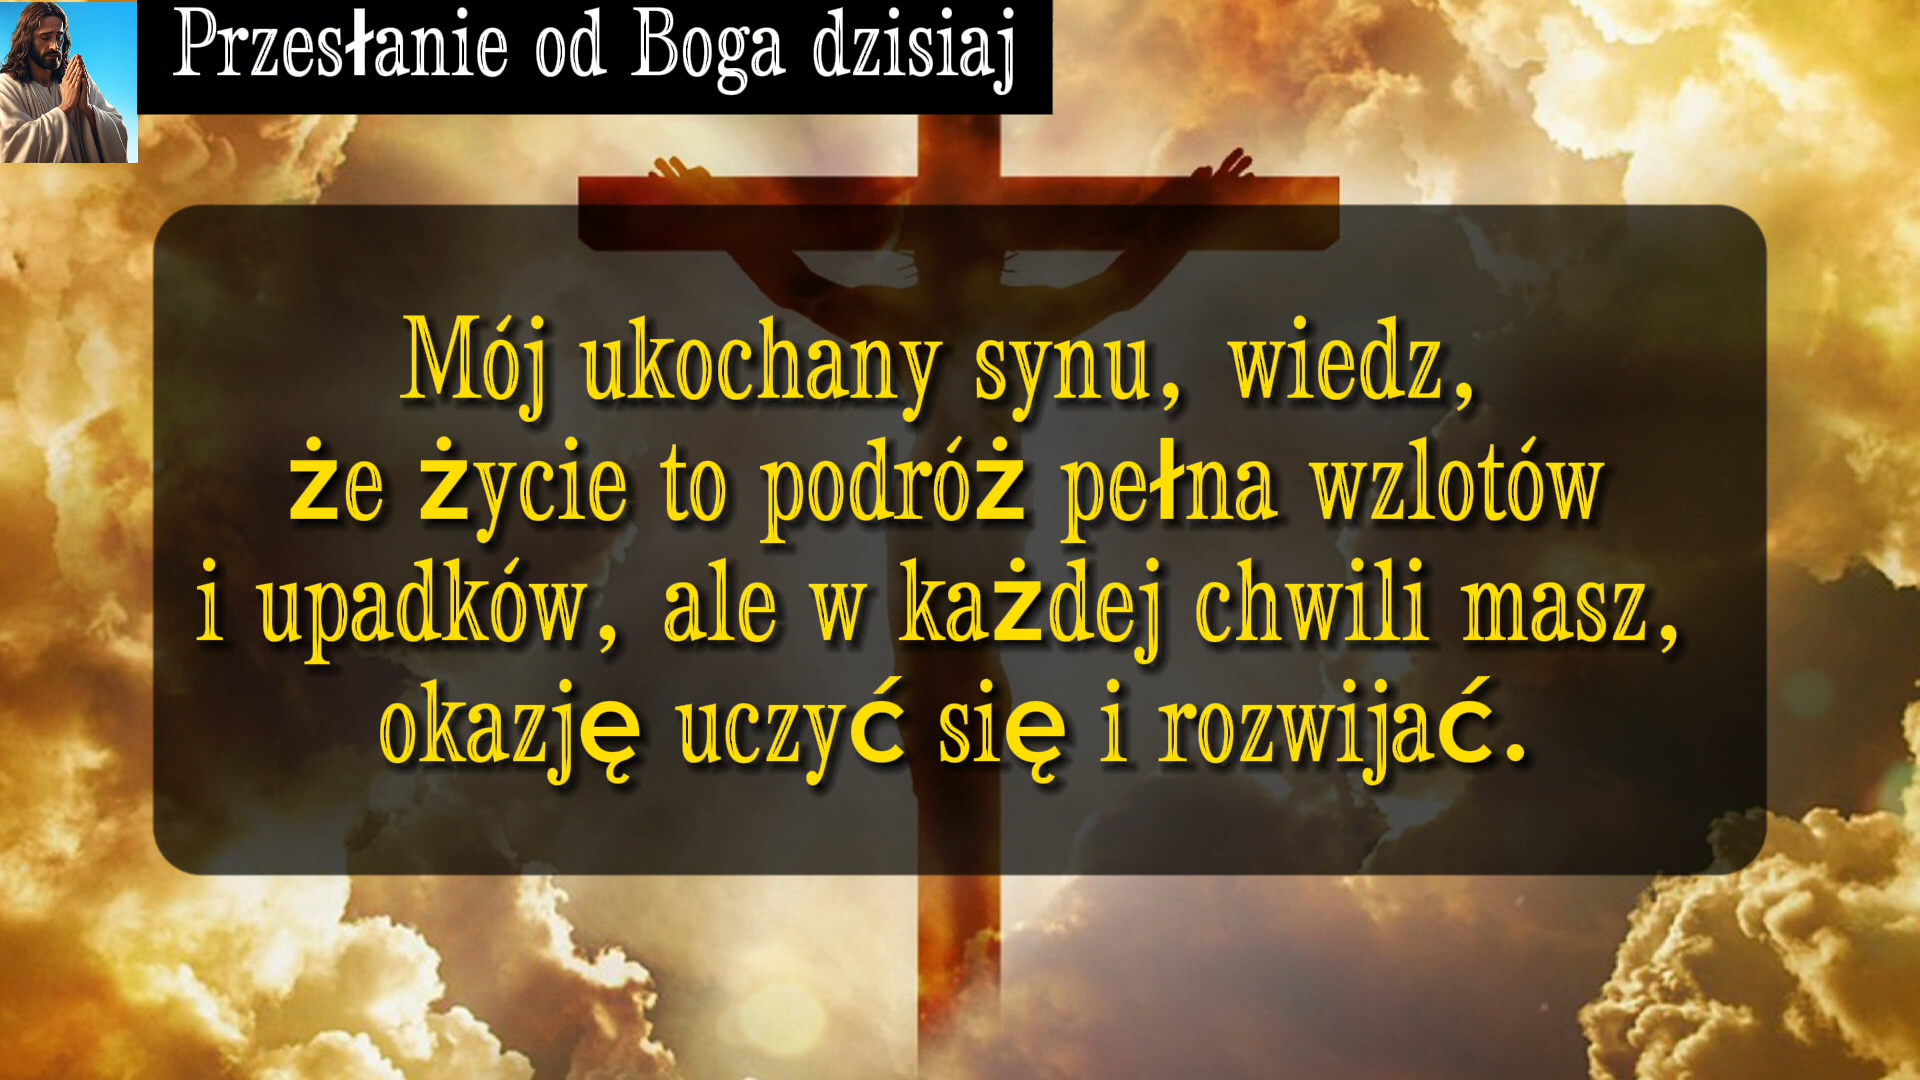 Przesłanie od Boga dzisiaj
Mój ukochany synu, wiedz,
że życie to podróż pełna wzlotów
i upadków, ale w każdej chwili masz,
okazję uczyć się i rozwijać.